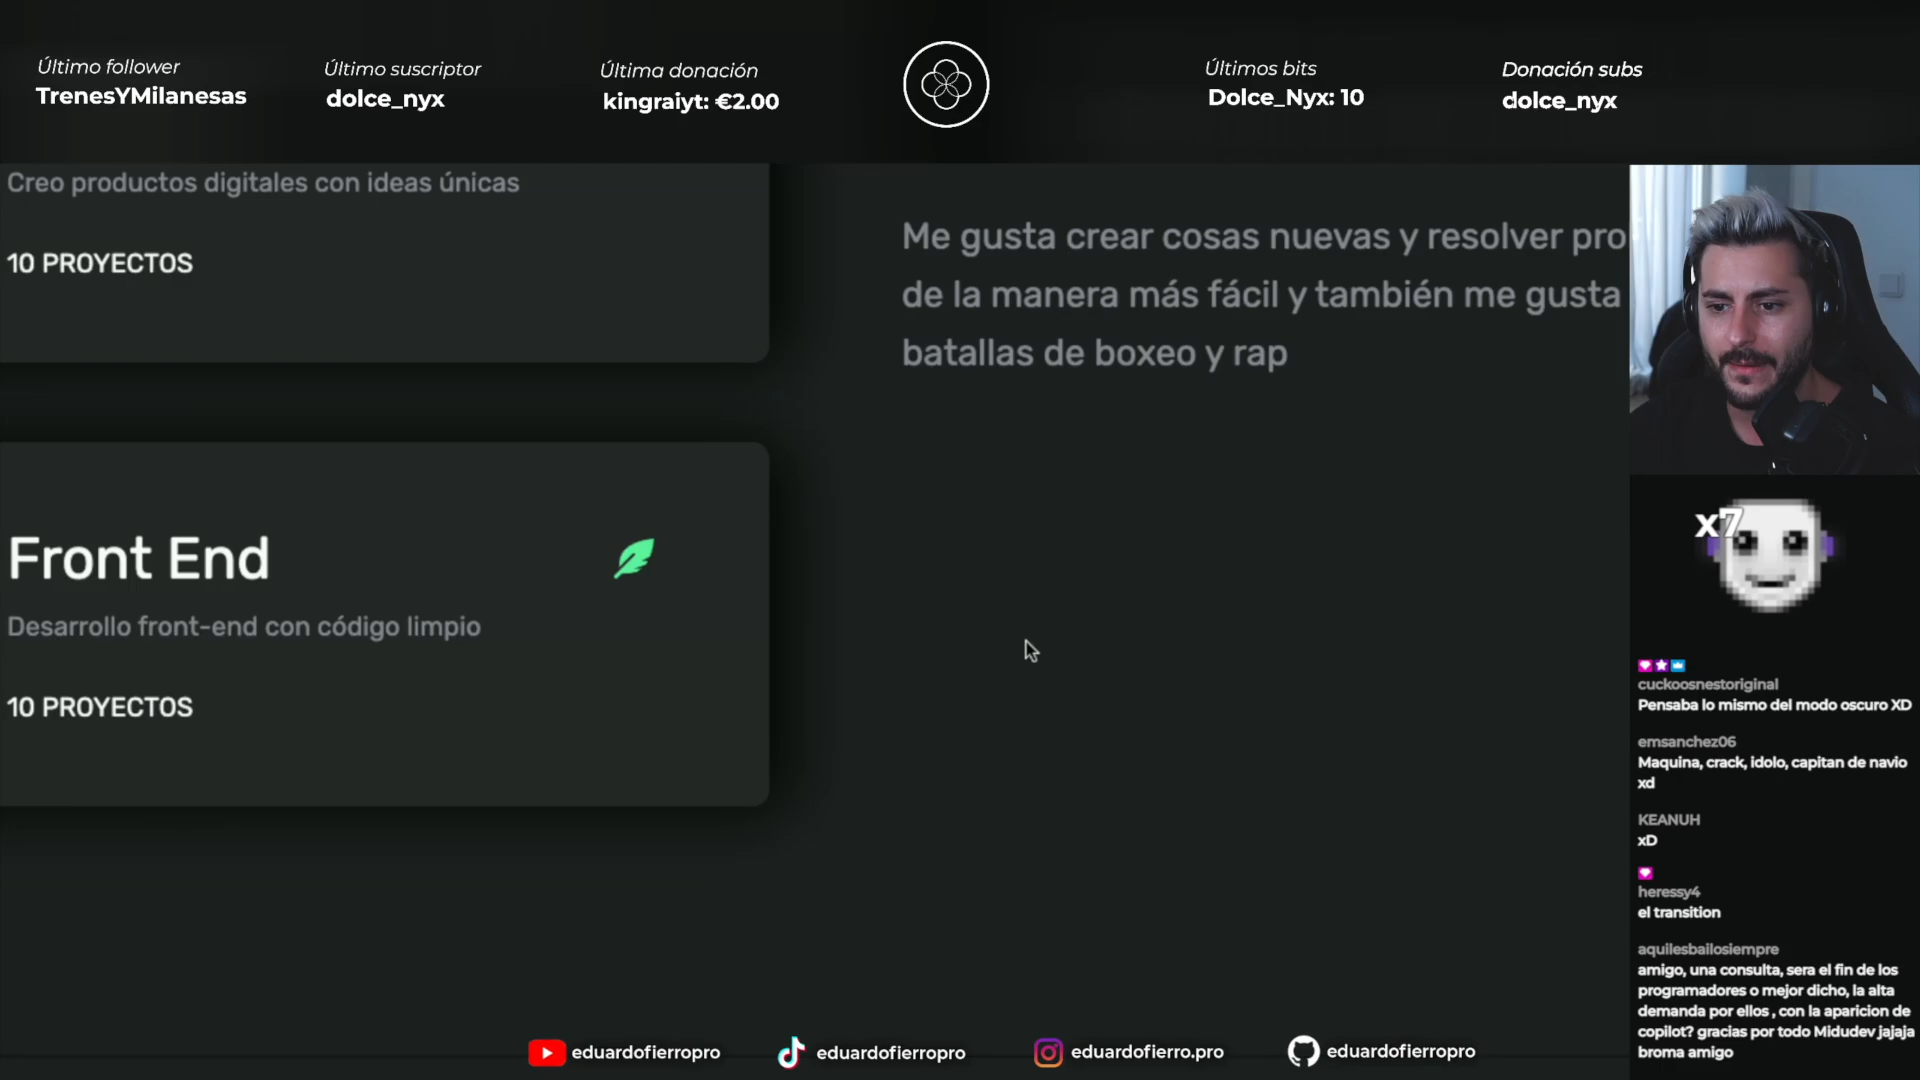 Último follower
TrenesYMilanesas
Último suscriptor
dolce_nyx
Última donación
kingraiyt: €2.00
Últimos bits
Dolce_Nyx: 10
Donación subs
dolce_nyx
Creo productos digitales con ideas únicas
10 PROYECTOS
Me gusta crear cosas nuevas y resolver pro
de la manera más fácil y también me gusta
batallas de boxeo y rap
Front End
Desarrollo front-end con código limpio
10 PROYECTOS
x7
cuckoosnestoriginal
Pensaba lo mismo del modo oscuro XD
emsanchez06
Maquina, crack, idolo, capitan de navio
xd
KEANUH
xD
heressy4
el transition
aquilesbailosiempre
amigo, una consulta, sera el fin de los
programadores o mejor dicho, la alta
demanda por ellos , con la aparicion de
copilot? gracias por todo Midudev jajaja
broma amigo
eduardofierropro
eduardofierropro
eduardofierro.pro
eduardofierropro